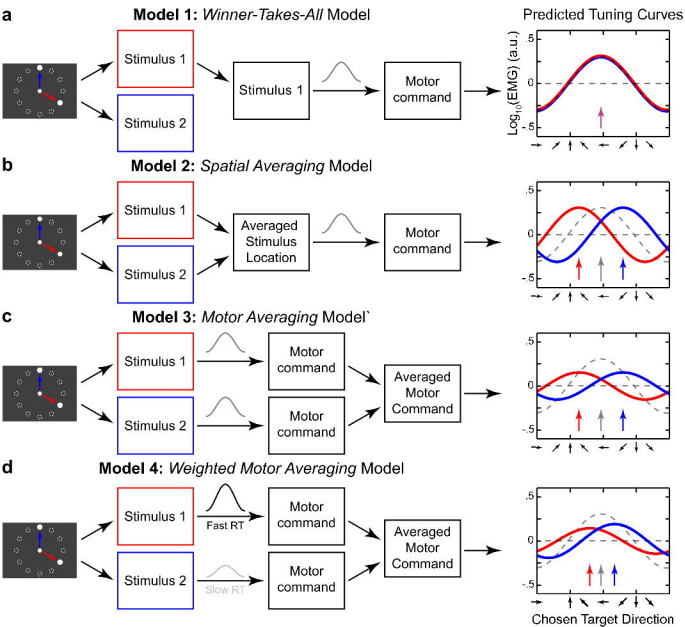 a
Model 1: Winner-Takes-All Model
Predicted Tuning Curves
Stimulus 1
Stimulus 2
Stimulus 1
Motor
command
Log10(EMG) (a.u.)
.5
0
-.5
b
Model 2: Spatial Averaging Model
Stimulus 1
Stimulus 2
Averaged
Stimulus
Location
Motor
command
.5
0
-.5
c
Model 3: Motor Averaging Model`
Stimulus 1
Stimulus 2
Motor
command
Motor
command
Averaged
Motor
Command
.5
0
-.5
d
Model 4: Weighted Motor Averaging Model
Stimulus 1
Fast RT
Stimulus 2
Slow RT
Motor
command
Motor
command
Averaged
Motor
Command
.5
0
-.5
Chosen Target Direction